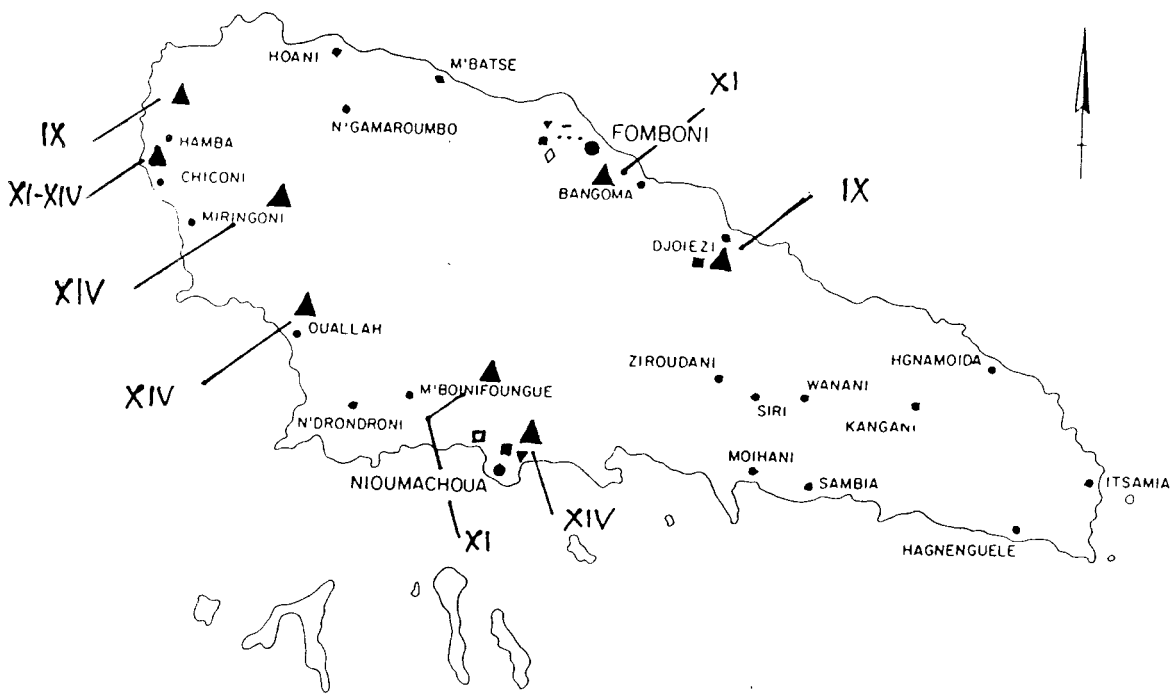 HOANI
M'BATSE
XI
IX
N'GAMAROUMBO
FOMBONI
HAMBA
XI-XIV
CHICONI
BANGOMA
IX
MIRINGONI
DJOIEZI
XIV
OUALLAH
ZIROUDANI
HGNAMOIDA
XIV
M'BOINIFOUNGUE
WANANI
SIRI
N'DRONDRONI
KANGANI
MOIHANI
NIOUMACHOUA
SAMBIA
ITSAMIA
XIV
XI
HAGNENGUELE